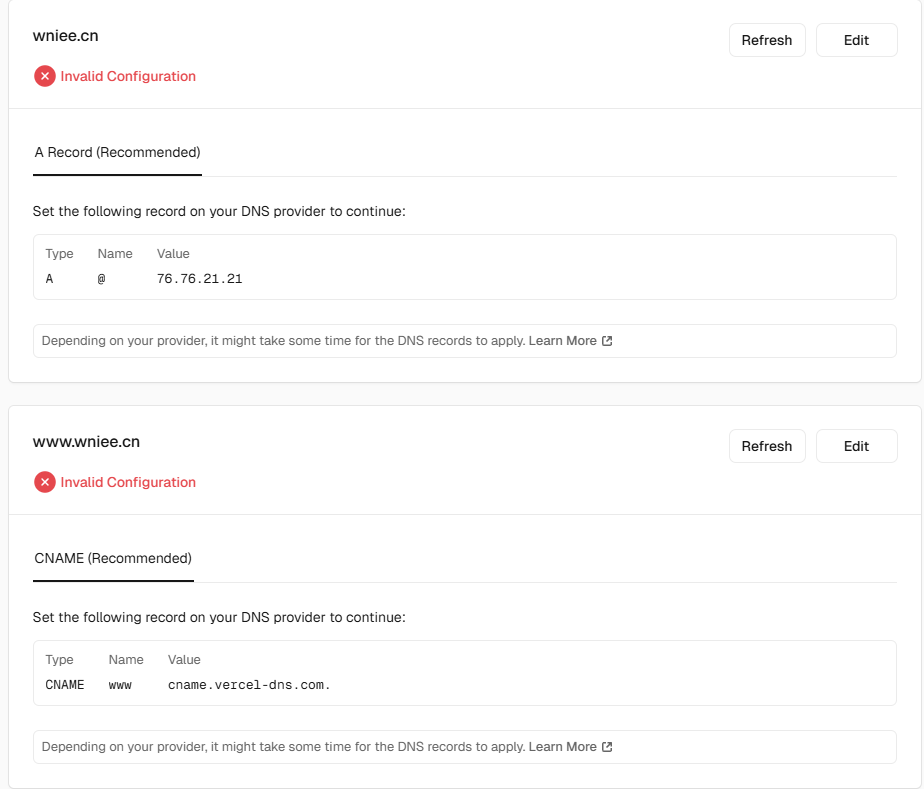 wniee.cn
Refresh
Edit
Invalid Configuration
A Record (Recommended)
Set the following record on your DNS provider to continue:
Type Name Value
A @ 76.76.21.21
Depending on your provider, it might take some time for the DNS records to apply. Learn More
www.wniee.cn
Refresh
Edit
Invalid Configuration
CNAME (Recommended)
Set the following record on your DNS provider to continue:
Type Name Value
CNAME www cname.vercel-dns.com.
Depending on your provider, it might take some time for the DNS records to apply. Learn More